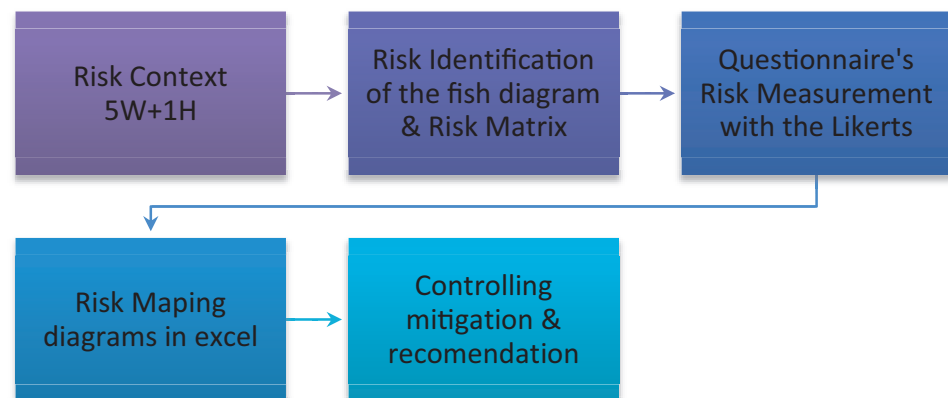 Risk Context
5W+1H
Risk Identification
of the fish diagram
& Risk Matrix
Questionnaire's
Risk Measurement
with the Likerts
Risk Maping
diagrams in excel
Controlling
mitigation &
recomendation